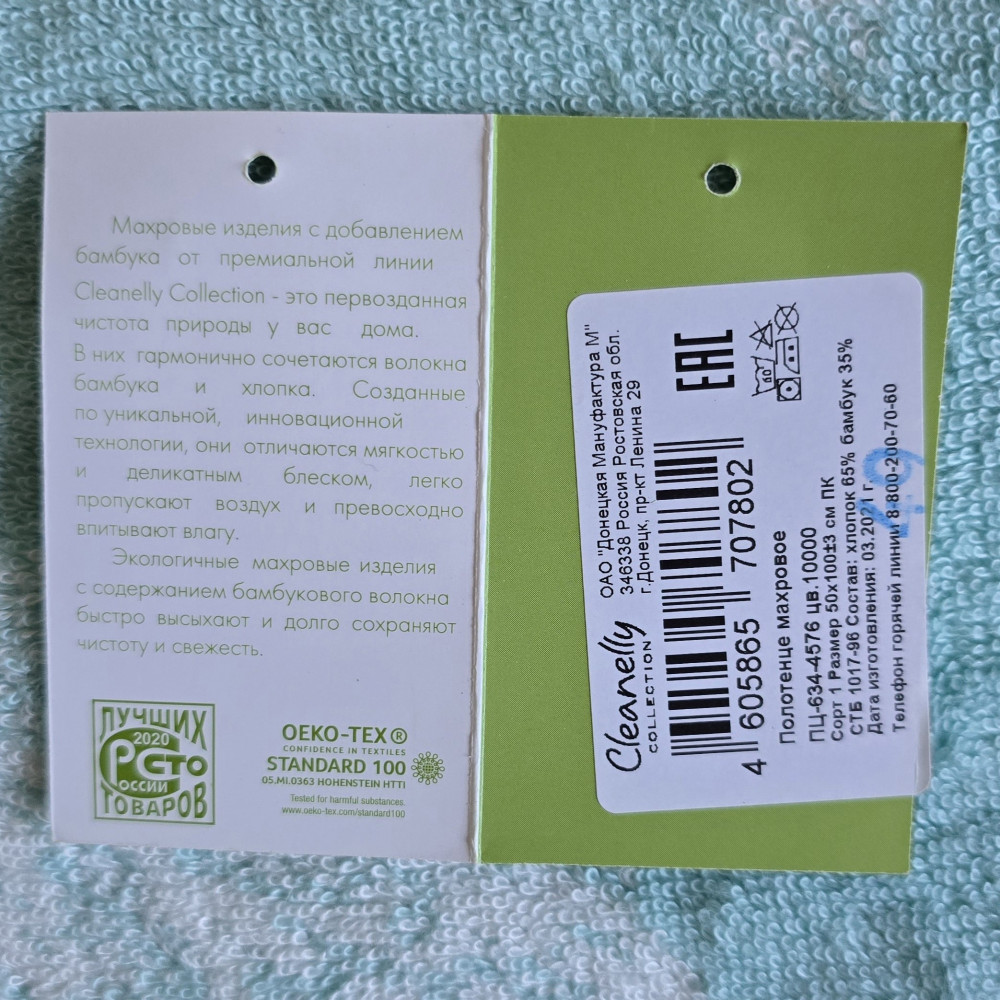 Махровые изделия с добавлением
бамбука от премиальной линии
Cleanelly Collection - это первозданная
чистота природы у вас дома.
В них гармонично сочетаются волокна
бамбука и хлопка. Созданные
по уникальной, инновационной
технологии, они отличаются мягкостью
и деликатным блеском, легко
пропускают воздух и превосходно
впитывают влагу.
Экологичные махровые изделия
с содержанием бамбукового волокна
быстро высыхают и долго сохраняют
чистоту и свежесть.
ЛУЧШИХ
2020
СТО
РОССИИ
ТОВАРОВ
OEKO-TEX®
CONFIDENCE IN TEXTILES
STANDARD 100
05.MI.0363 HOHENSTEIN HTTI
Tested for harmful substances.
www.oeko-tex.com/standard100
Cleanelly
COLLECTION
ОАО "Донецкая Мануфактура М"
346338 Россия Ростовская обл.
г.Донецк, пр-кт Ленина 29
EAC
60
4 605865 707802
Полотенце махровое
ПЦ-634-4576 цв.10000
Сорт 1 Размер 50х100±3 см ПК
СТБ 1017-96 Состав: хлопок 65% бамбук 35%
Дата изготовления: 03.2021 г.
Телефон горячей линии 8-800-200-70-60
49